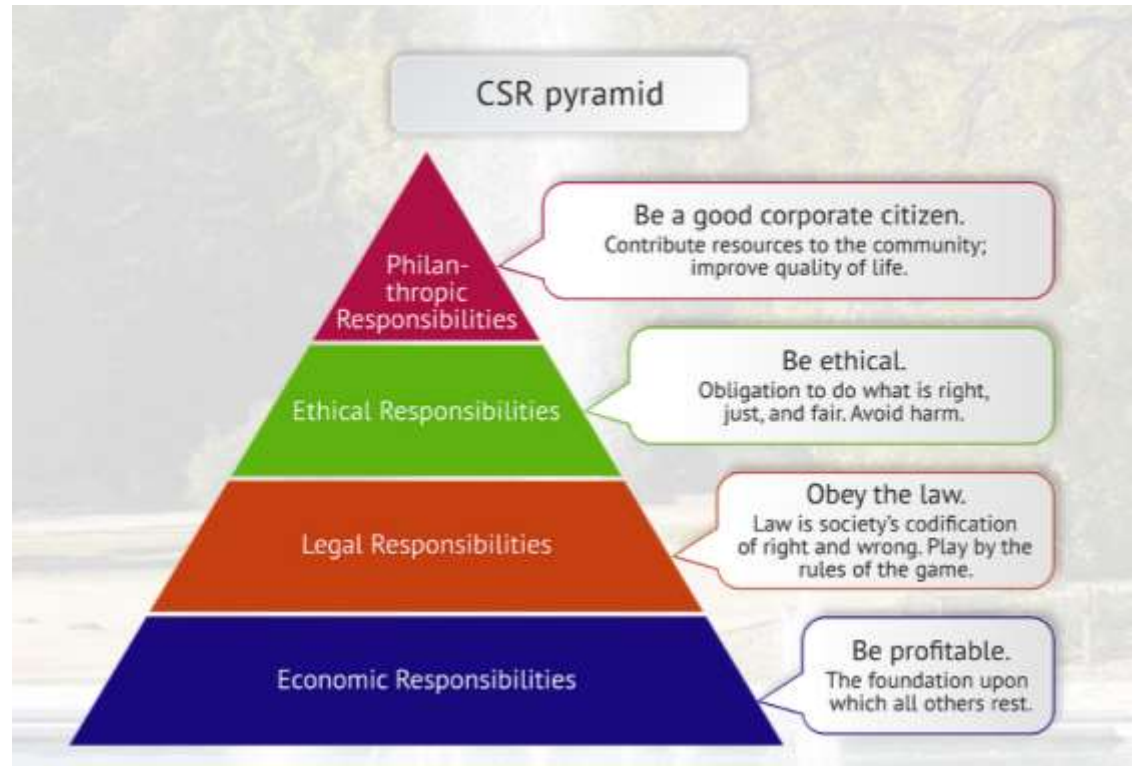 CSR pyramid
Philan-
thropic
Responsibilities
Be a good corporate citizen.
Contribute resources to the community;
improve quality of life.
Ethical Responsibilities
Be ethical.
Obligation to do what is right,
just, and fair. Avoid harm.
Legal Responsibilities
Obey the law.
Law is society's codification
of right and wrong. Play by the
rules of the game.
Economic Responsibilities
Be profitable.
The foundation upon
which all others rest.